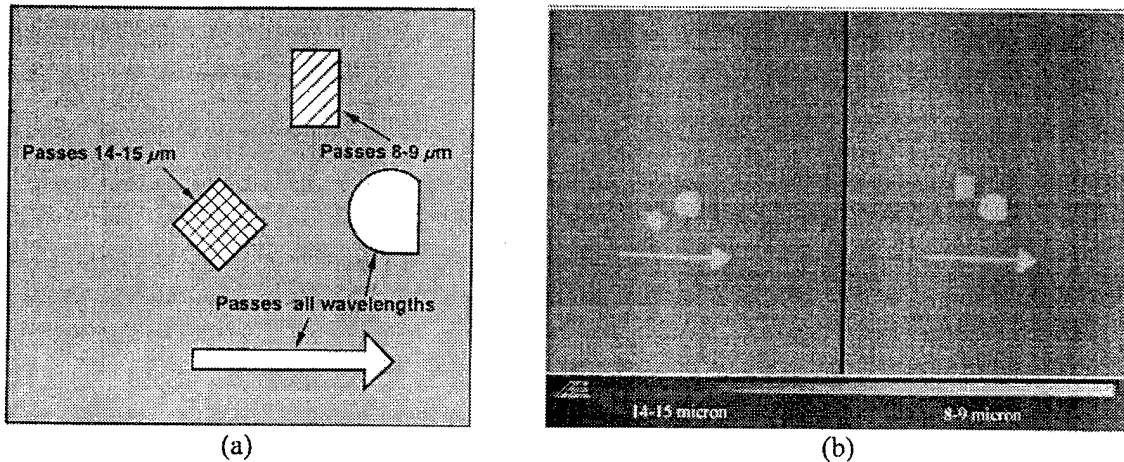 Passes 14-15 µm
Passes 8-9 µm
Passes all wavelengths
14-15 micron
8-9 micron
(a)
(b)